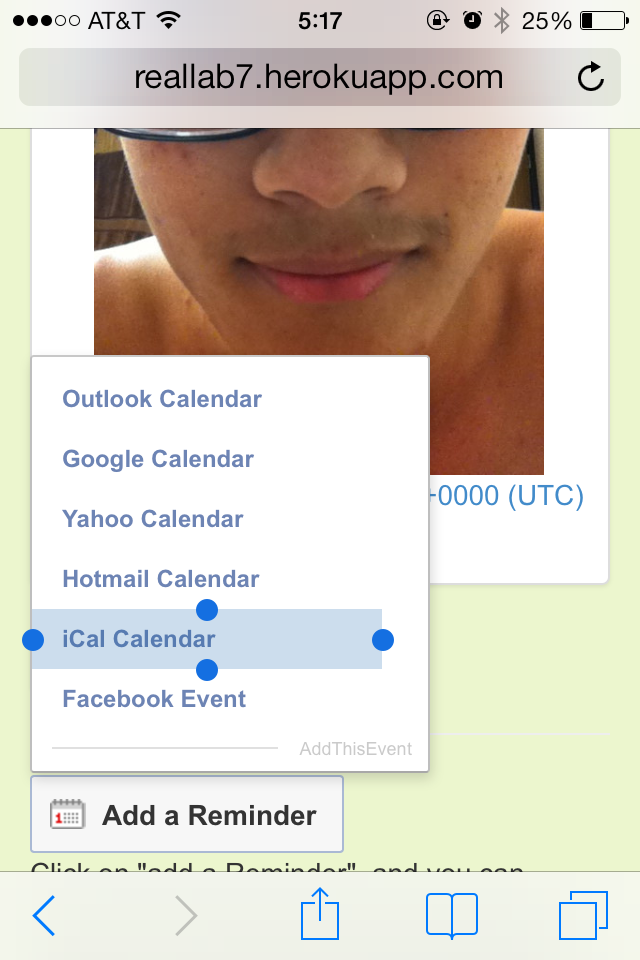 AT&T 5:17 25%
reallab7.herokuapp.com
Outlook Calendar
Google Calendar
+0000 (UTC)
Yahoo Calendar
Hotmail Calendar
iCal Calendar
Facebook Event
AddThisEvent
1
Add a Reminder
Click on "add a Reminder", and you can